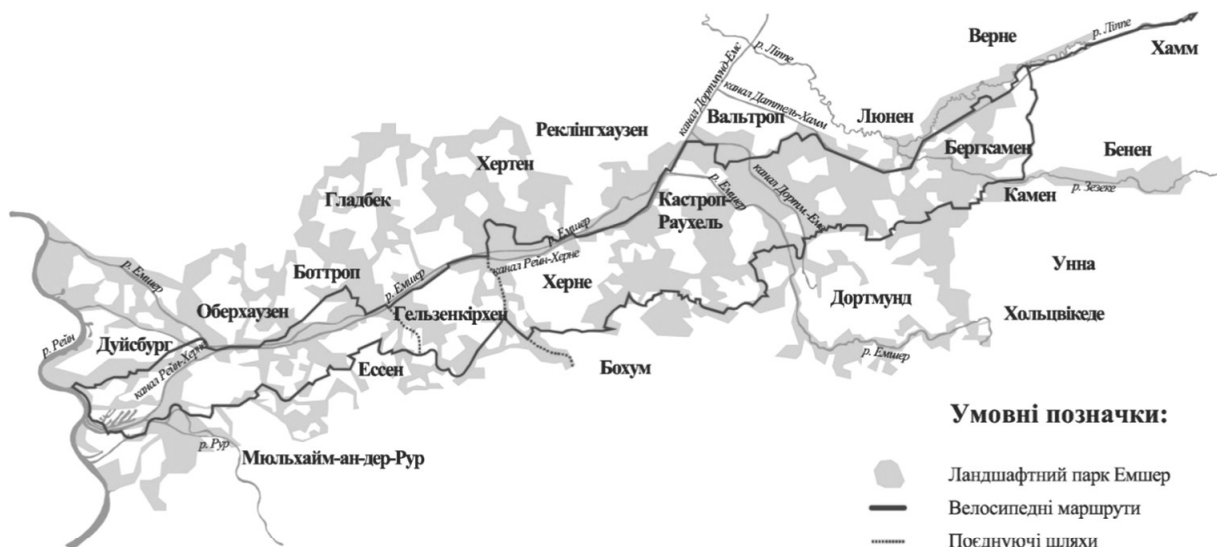 р. Ліппе
Верне
Хамм
р. Ліппе
канал Дортмунд-Емс
канал Даттель-Хамм
Вальтроп
Люнен
Реклінгхаузен
Хертен
Бергкамен
Бенен
Гладбек
р. Емшер
Кастроп-
Раухель
канал Дортм.-Емс
Камен
р. Зезеке
р. Емшер
канал Рейн-Херне
р. Емшер
Боттроп
р. Емшер
Херне
Унна
Оберхаузен
Гельзенкірхен
Дортмунд
Хольцвікеде
р. Рейн
Дуйсбург
канал Рейн-Херне
Ессен
Бохум
р. Емшер
р. Рур
Мюльхайм-ан-дер-Рур
Умовні позначки:
Ландшафтний парк Емшер
Велосипедні маршрути
Поєднуючі шляхи